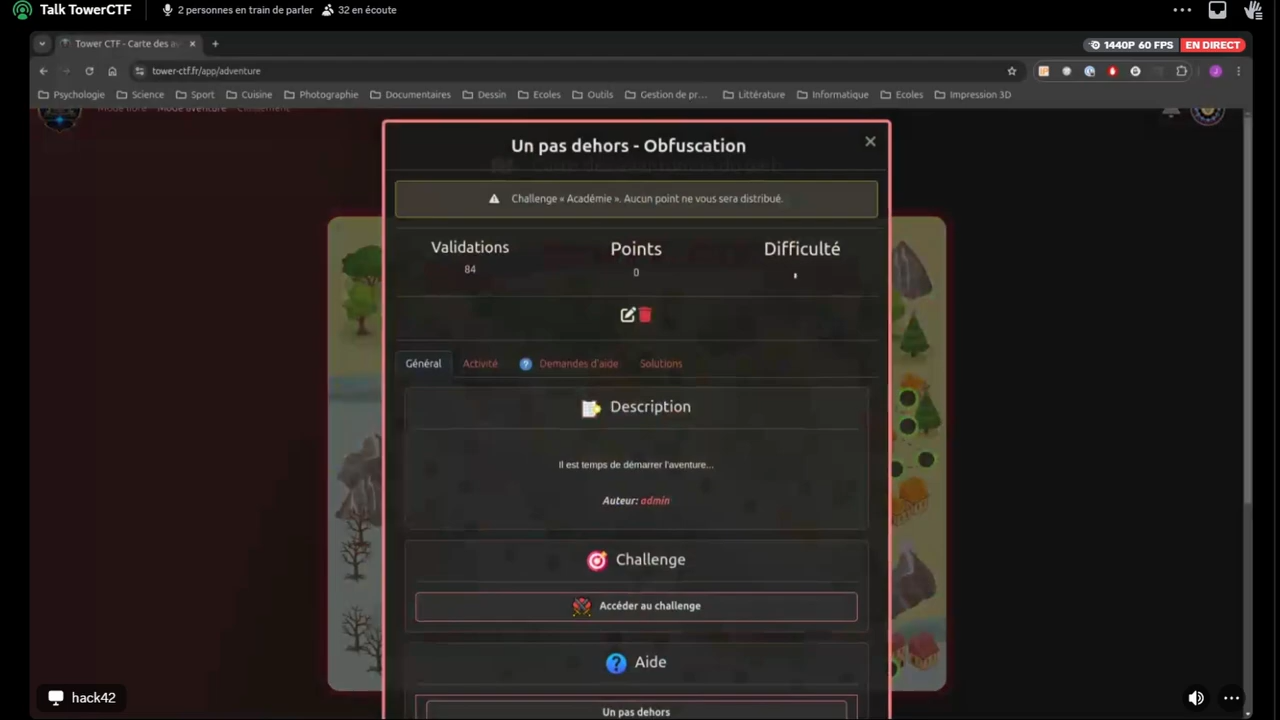 Talk TowerCTF
2 personnes en train de parler
32 en écoute
Tower CTF - Carte des
1440P 60 FPS
EN DIRECT
tower-ctf.fr/app/adventure
Psychologie
Science
Sport
Cuisine
Photographie
Documentaires
Dessin
Ecoles
Outils
Gestion de pr...
Littérature
Informatique
Ecoles
Impression 3D
Un pas dehors - Obfuscation
Challenge « Académie ». Aucun point ne vous sera distribué.
Validations
Points
Difficulté
84
0
Général
Activité
Demandes d'aide
Solutions
Description
Il est temps de démarrer l'aventure...
Auteur: admin
Challenge
Accéder au challenge
Aide
Un pas dehors
hack42